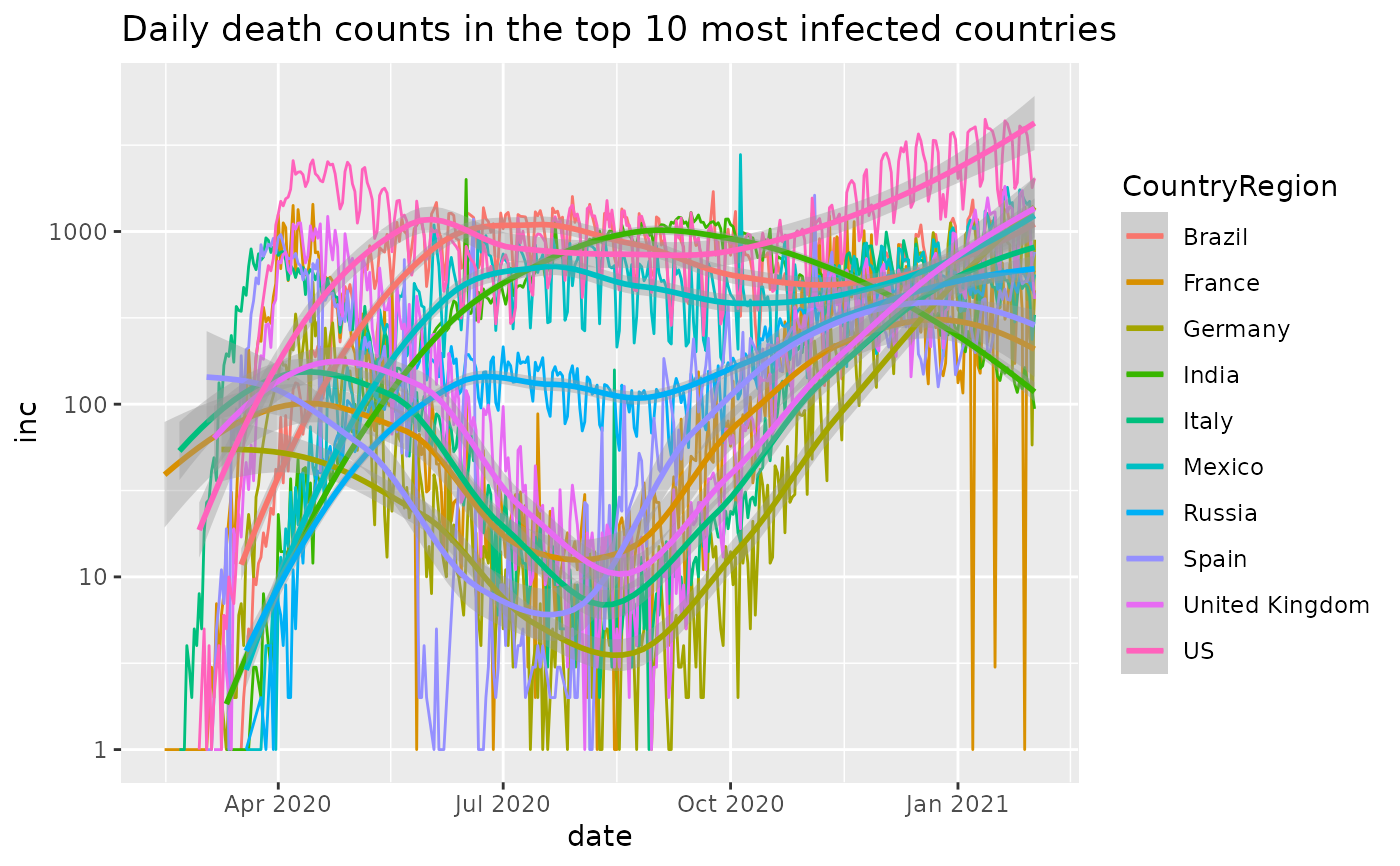 Daily death counts in the top 10 most infected countries
inc
1000
100
10
1
Apr 2020
Jul 2020
Oct 2020
Jan 2021
date
CountryRegion
Brazil
France
Germany
India
Italy
Mexico
Russia
Spain
United Kingdom
US